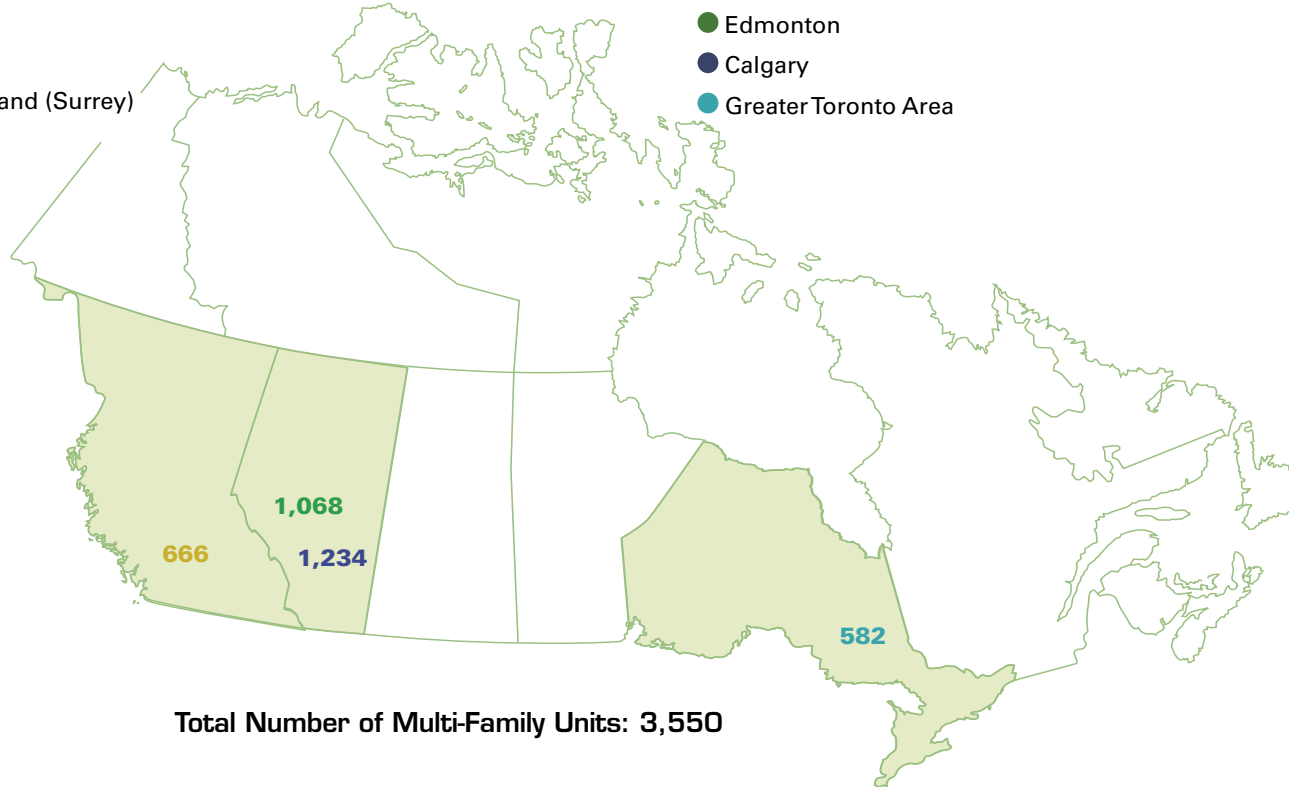 Edmonton
Calgary
(Surrey)
Greater Toronto Area
1,068
666
1,234
582
Total Number of Multi-Family Units: 3,550